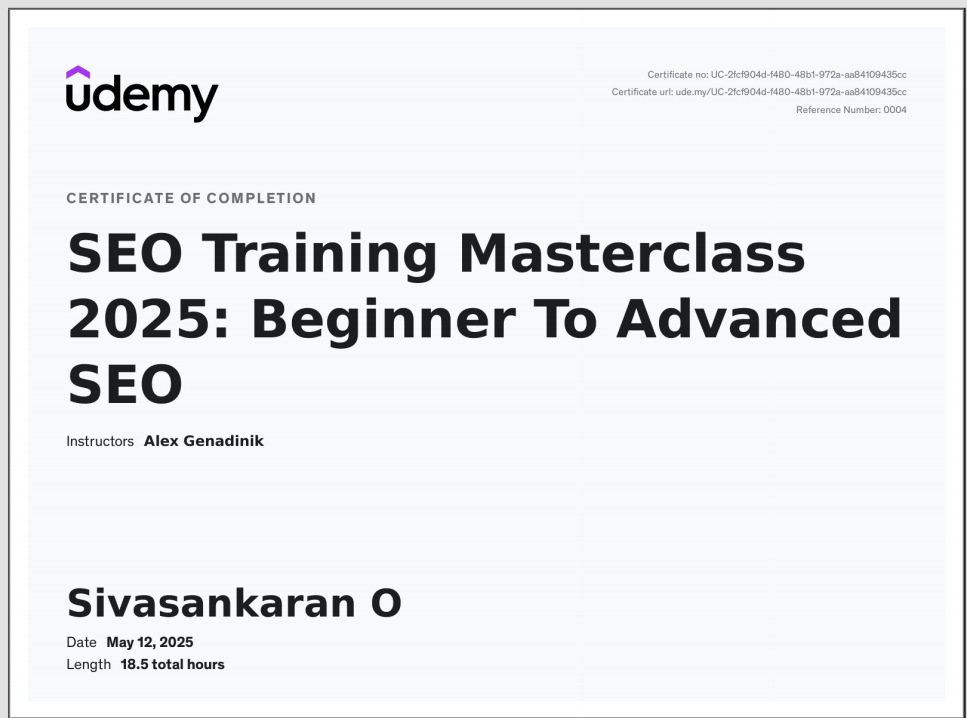 udemy
Certificate no: UC-2fcf904d-f480-48b1-972a-aa84109435cc
Certificate url: ude.my/UC-2fcf904d-f480-48b1-972a-aa84109435cc
Reference Number: 0004
CERTIFICATE OF COMPLETION
SEO Training Masterclass
2025: Beginner To Advanced
SEO
Instructors Alex Genadinik
Sivasankaran O
Date May 12, 2025
Length 18.5 total hours